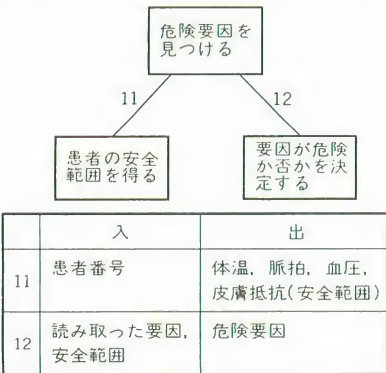 危険要因を
見つける
11
12
患者の安全
範囲を得る
要因が危険
か否かを決
定する
入
出
11
患者番号
体温，脈拍，血圧，
皮膚抵抗(安全範囲)
12
読み取った要因，
安全範囲
危険要因